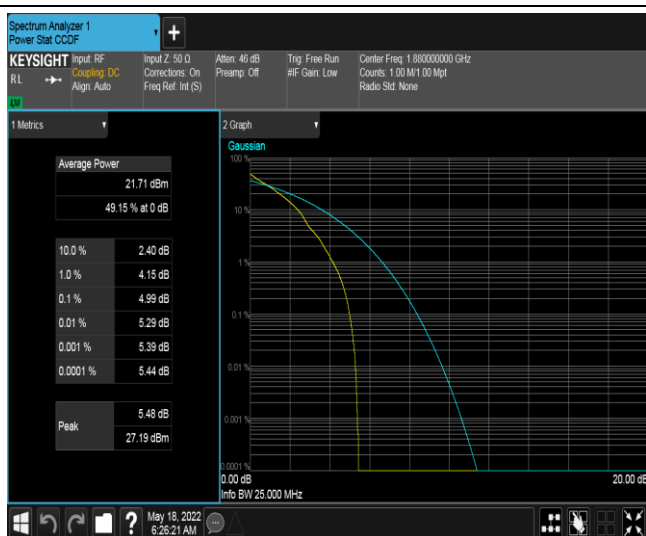 Spectrum Analyzer 1
Power Stat CCDF
+
KEYSIGHT
RL
LXI
Input: RF
Coupling: DC
Align: Auto
Input Z: 50 Ω
Corrections: On
Freq Ref: Int (S)
Atten: 46 dB
Preamp: Off
Trig: Free Run
#IF Gain: Low
Center Freq: 1.880000000 GHz
Counts: 1.00 M/1.00 Mpt
Radio Std: None
1 Metrics
Average Power
21.71 dBm
49.15 % at 0 dB
10.0 % 2.40 dB
1.0 % 4.15 dB
0.1 % 4.99 dB
0.01 % 5.29 dB
0.001 % 5.39 dB
0.0001 % 5.44 dB
Peak
5.48 dB
27.19 dBm
2 Graph
Gaussian
100 %
10 %
1 %
0.1 %
0.01 %
0.001 %
0.0001 %
0.00 dB 20.00 dB
Info BW 25.000 MHz
?
May 18, 2022
6:26:21 AM